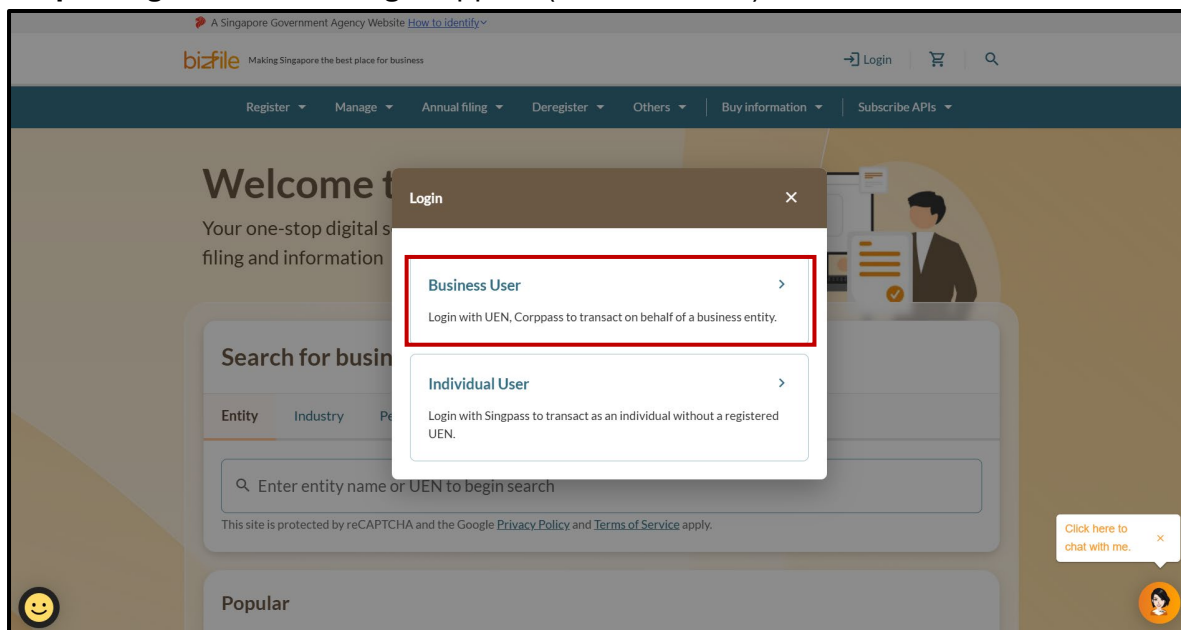 A Singapore Government Agency Website How to identify
bizfile Making Singapore the best place for business
Login
Register Manage Annual filing Deregister Others Buy information Subscribe APIs
Welcome t
Your one-stop digital s
filing and information
Login
Business User
Login with UEN, Corppass to transact on behalf of a business entity.
Individual User
Login with Singpass to transact as an individual without a registered
UEN.
Search for busin
Entity Industry Pe
Enter entity name or UEN to begin search
This site is protected by reCAPTCHA and the Google Privacy Policy and Terms of Service apply.
Click here to
chat with me.
Popular